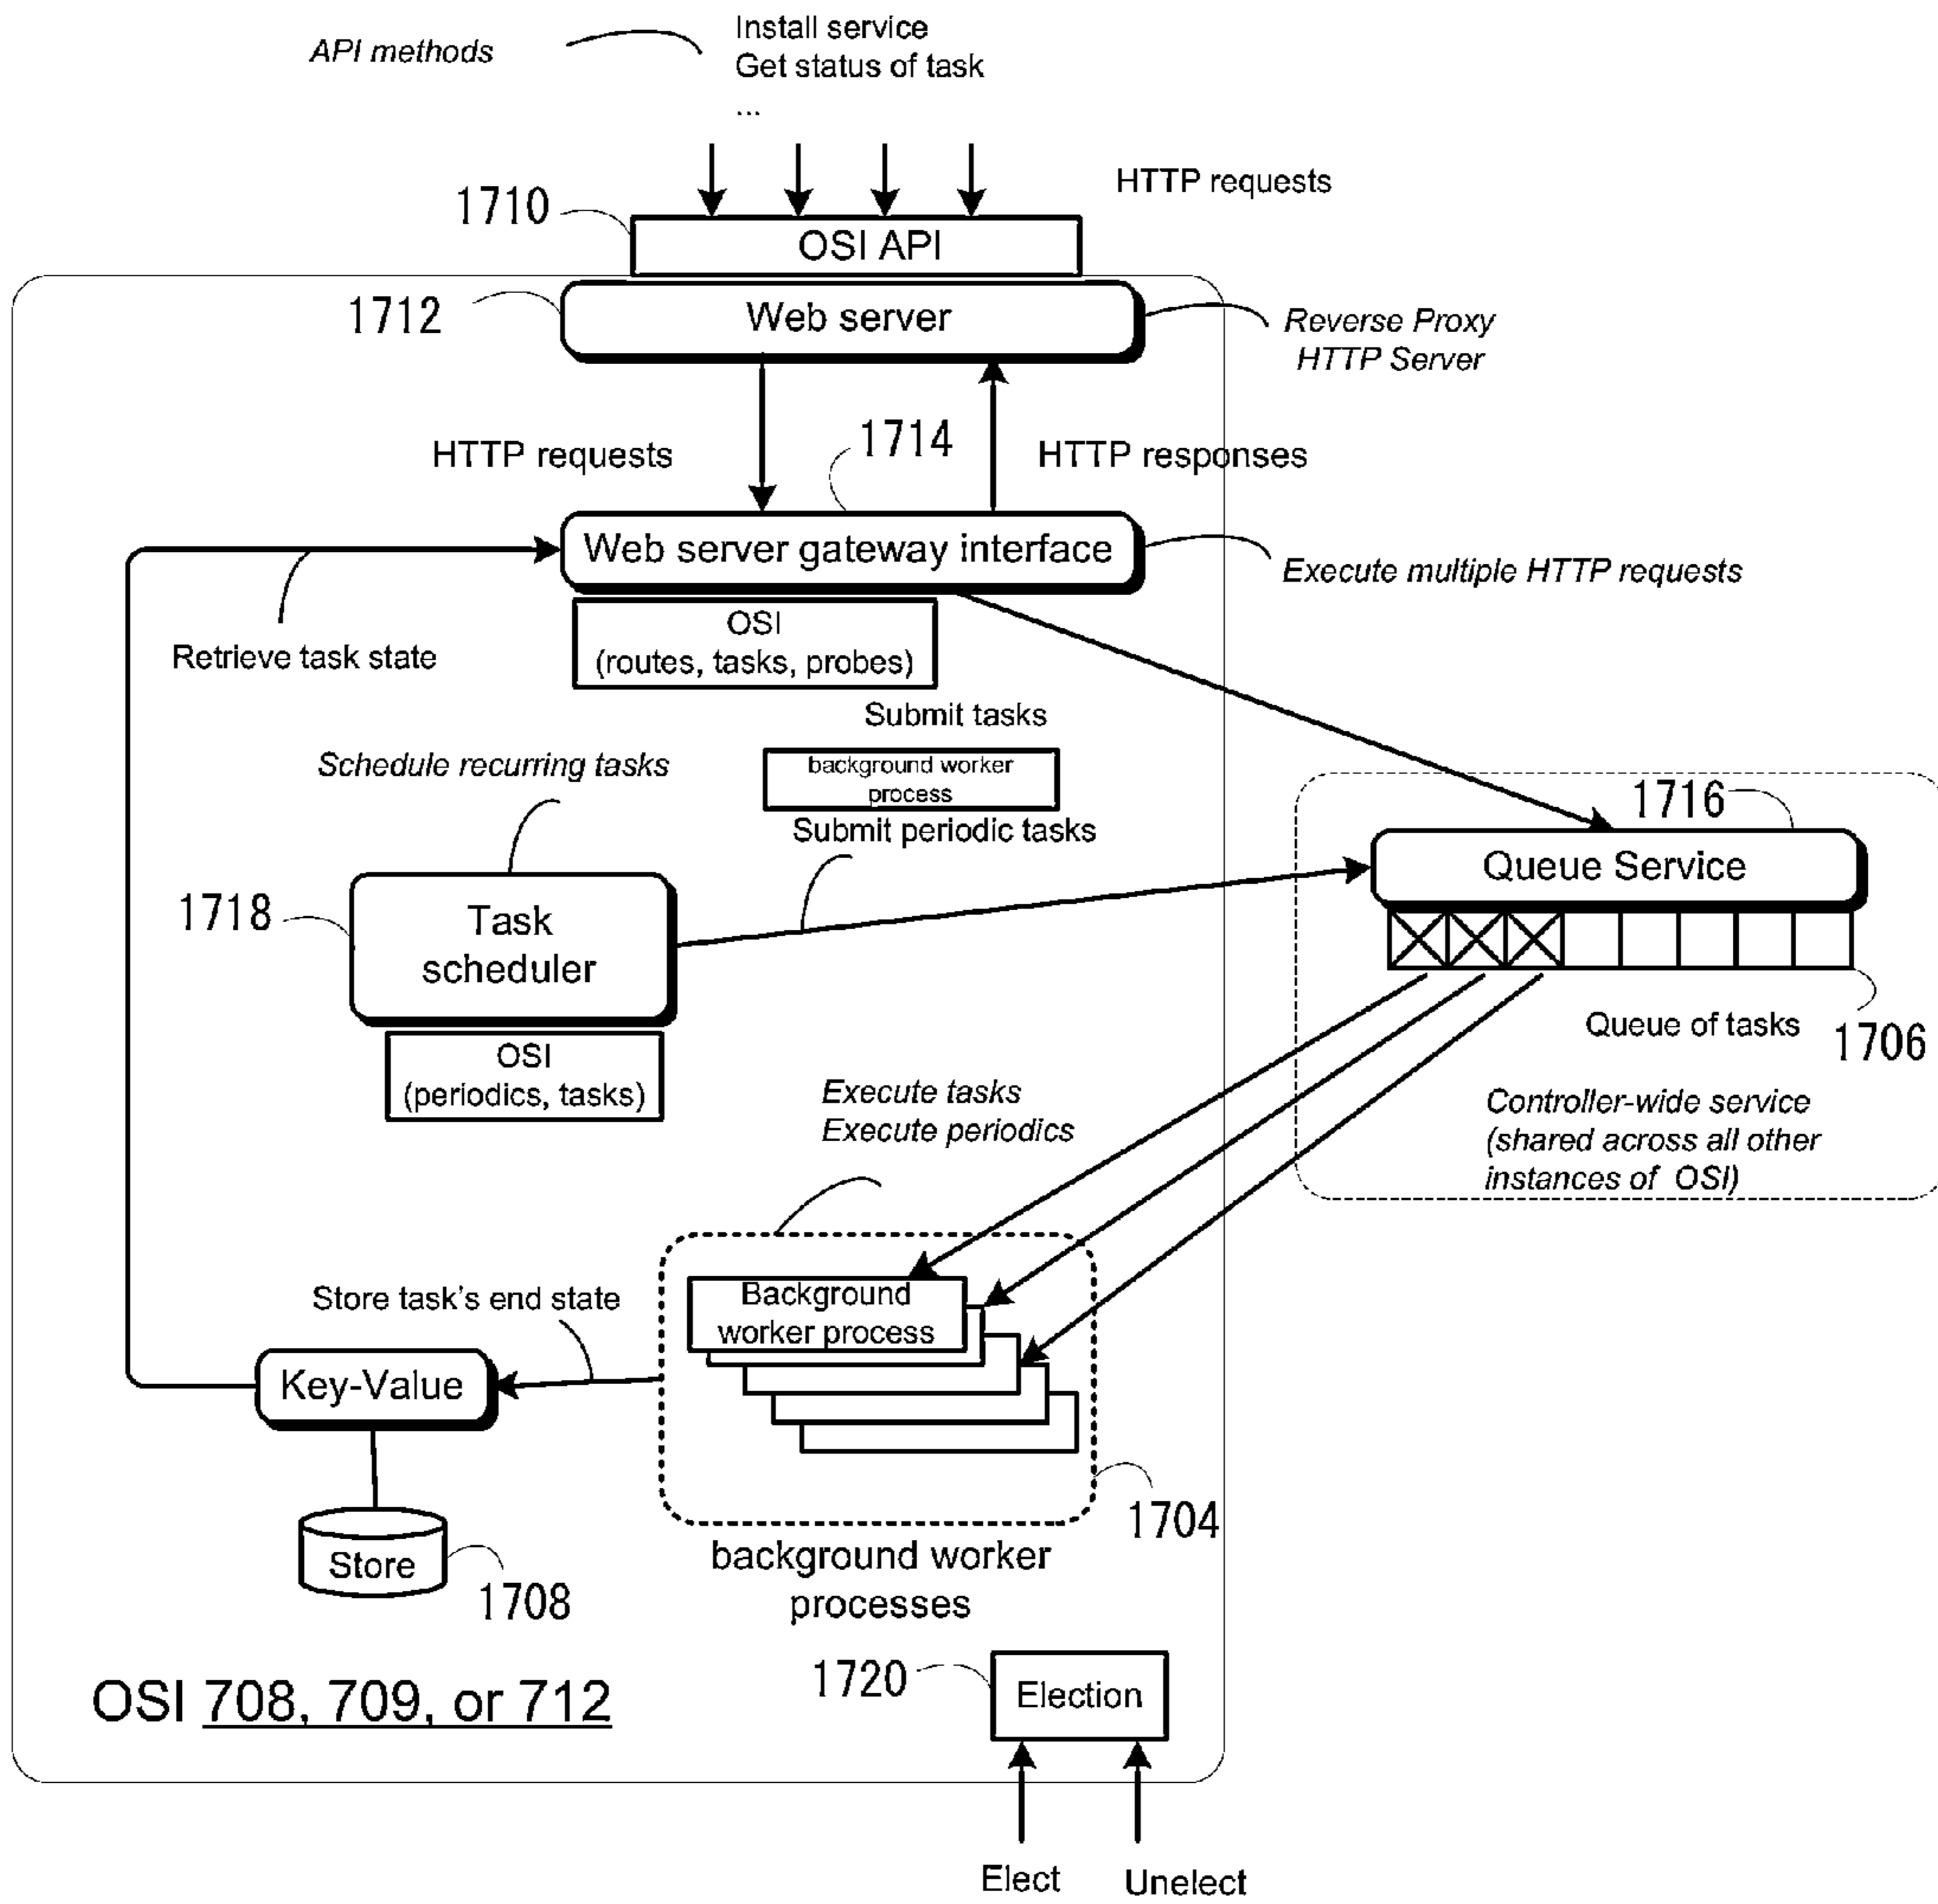 API methods
Install service
Get status of task
...
HTTP requests
1710
OSI API
1712
Web server
Reverse Proxy
HTTP Server
HTTP requests
1714
HTTP responses
Web server gateway interface
Execute multiple HTTP requests
OSI
(routes, tasks, probes)
Retrieve task state
Submit tasks
Schedule recurring tasks
background worker
process
Submit periodic tasks
1716
Queue Service
1718
Task
scheduler
Queue of tasks
1706
OSI
(periodics, tasks)
Execute tasks
Execute periodics
Controller-wide service
(shared across all other
instances of OSI)
Store task's end state
Background
worker process
Key-Value
1704
Store
1708
background worker
processes
1720
Election
OSI 708, 709, or 712
Elect
Unelect